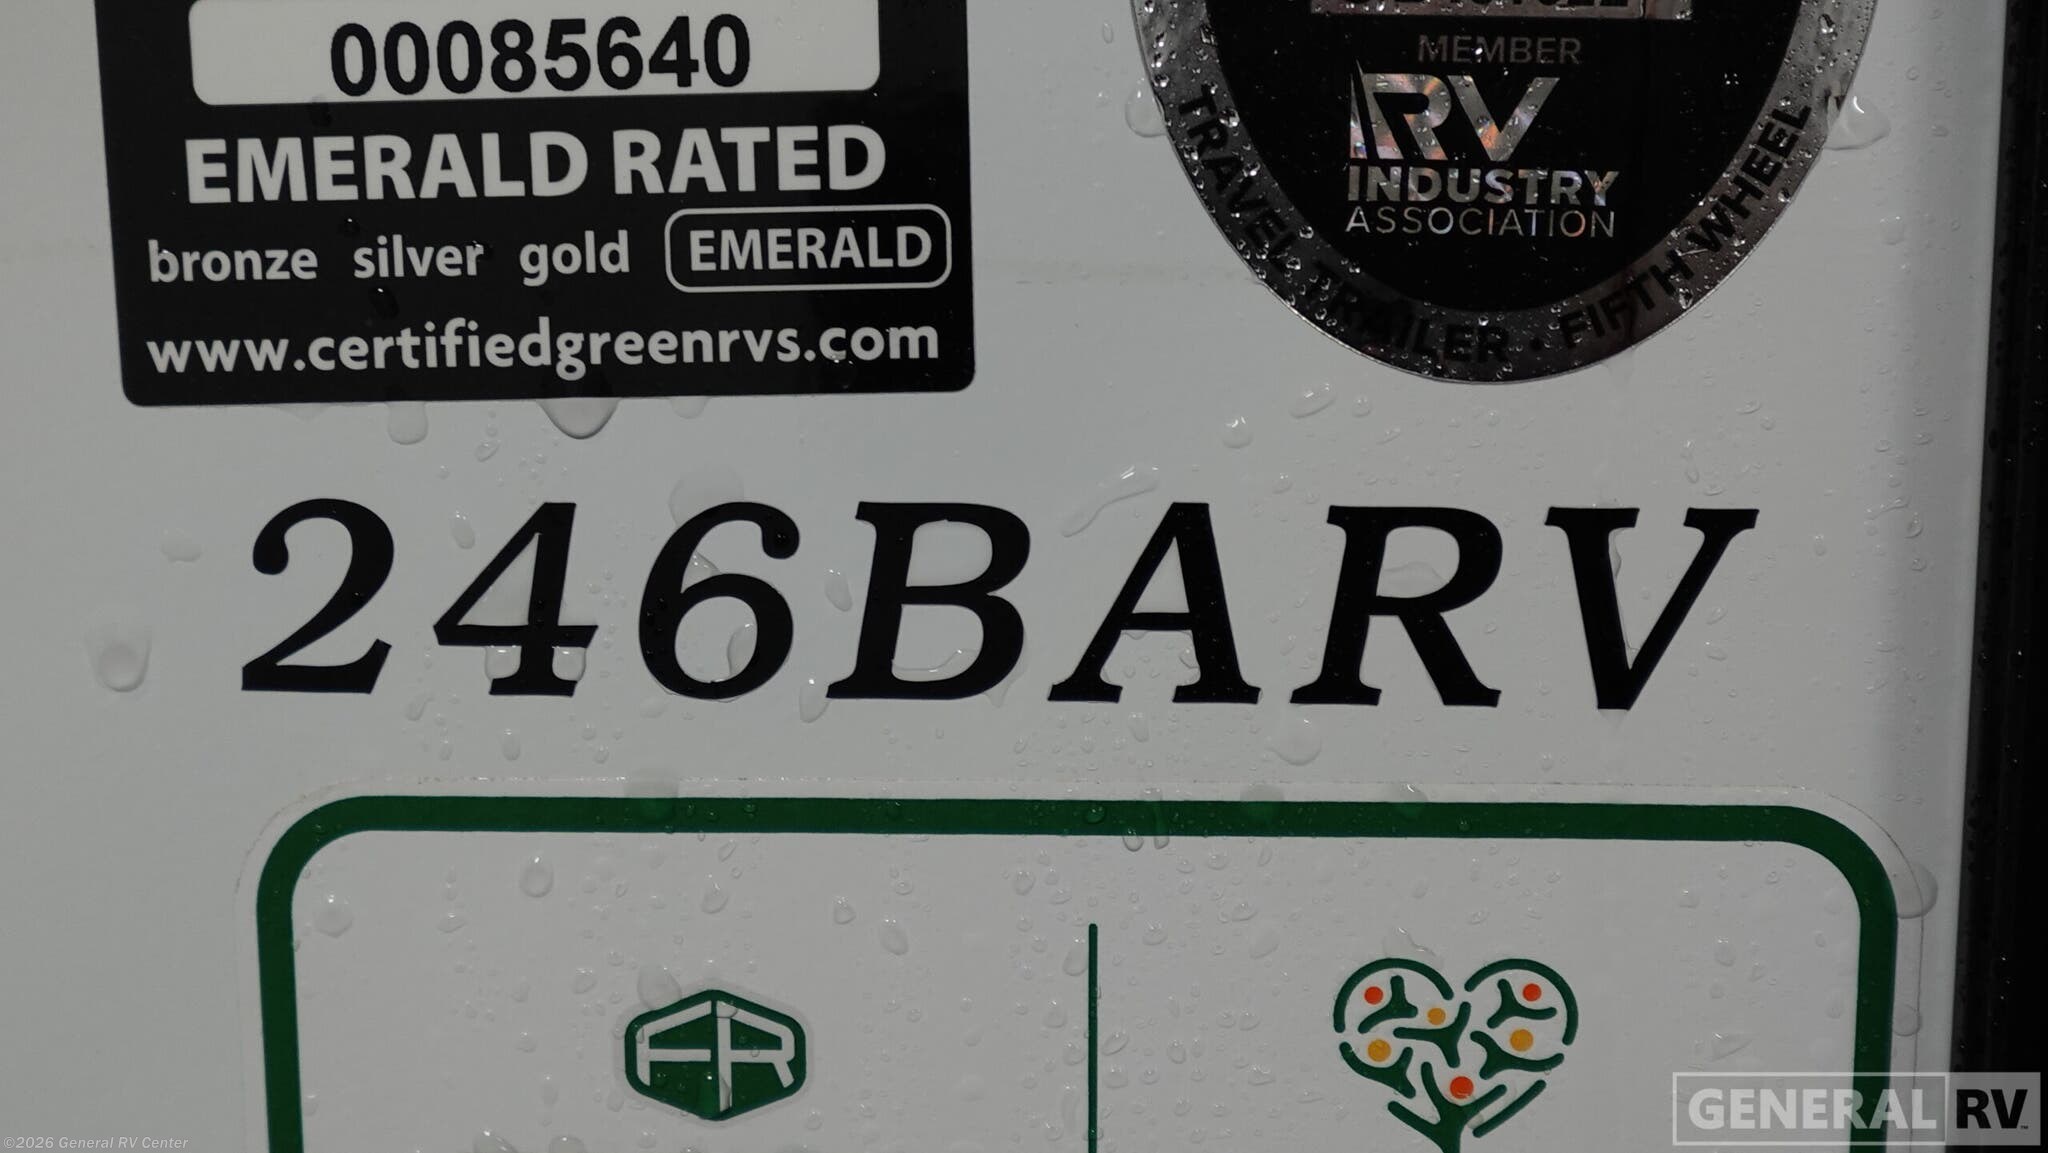 00085640
EMERALD RATED
bronze silver gold EMERALD
www.certifiedgreenrvs.com
MEMBER
RV
INDUSTRY
ASSOCIATION
TRAVEL TRAILER • FIFTH WHEEL
246BARV
FR
©2026 General RV Center
GENERAL RV™